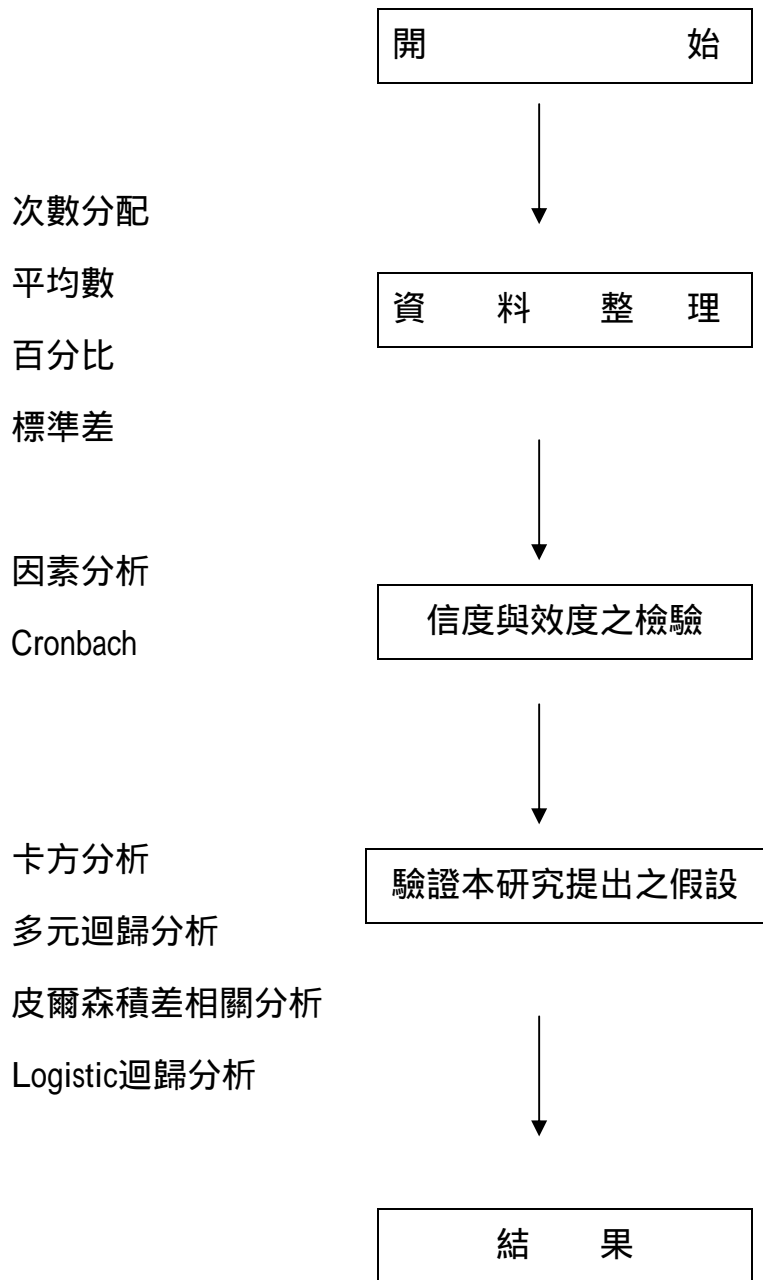 開 始
次數分配
平均數
資 料 整 理
百分比
標準差
因素分析
信度與效度之檢驗
Cronbach
卡方分析
驗證本研究提出之假設
多元迴歸分析
皮爾森積差相關分析
Logistic迴歸分析
結 果